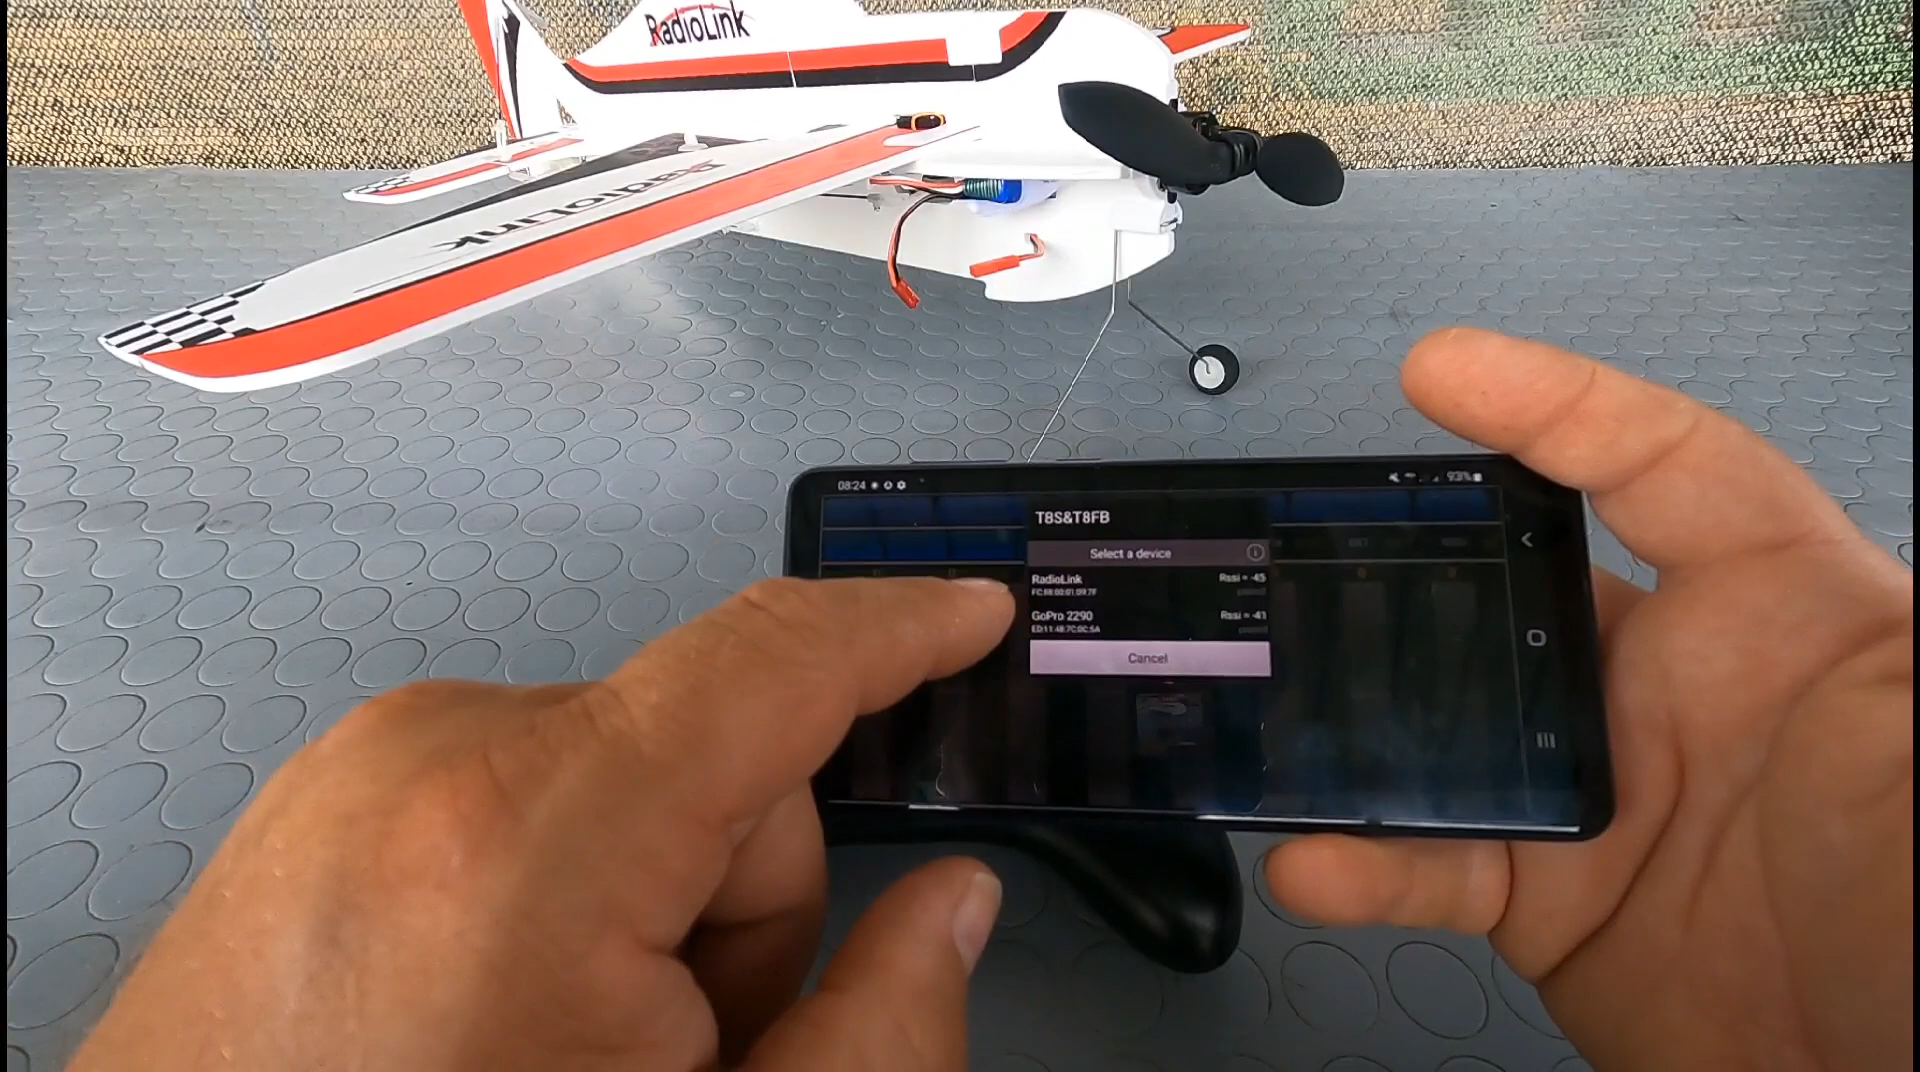 RadioLink
RadioLink
08:24
93%
T8S&T8FB
Select a device
RadioLink
Rssi = -45
GoPro 2290
Rssi = -41
Cancel